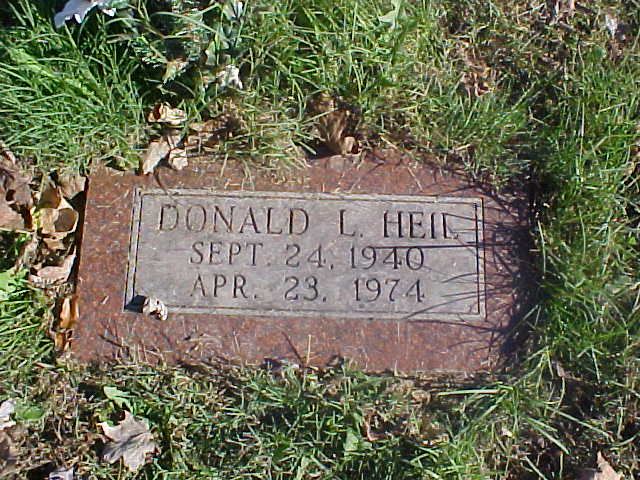 DONALD L. HEIL
SEPT. 24, 1940
APR. 23, 1974